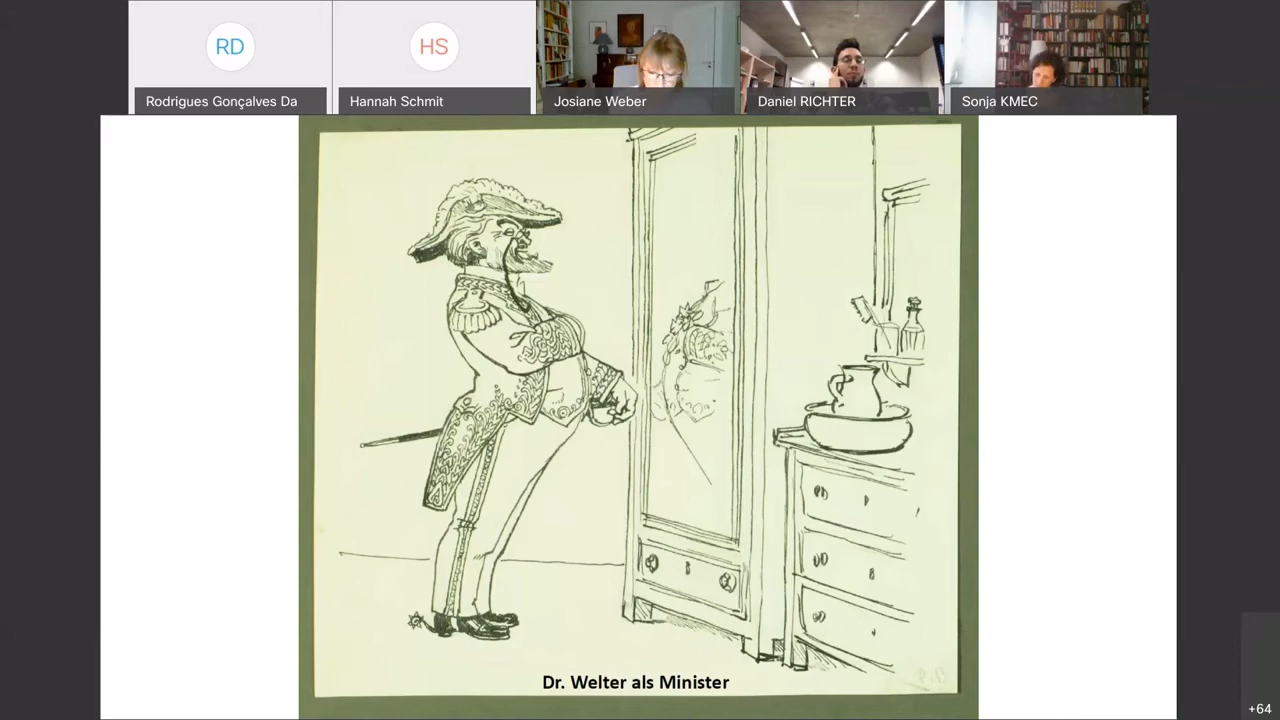 RD
HS
Rodrigues Gonçalves Da
Hannah Schmit
Josiane Weber
Daniel RICHTER
Sonja KMEC
Dr. Welter als Minister
+64